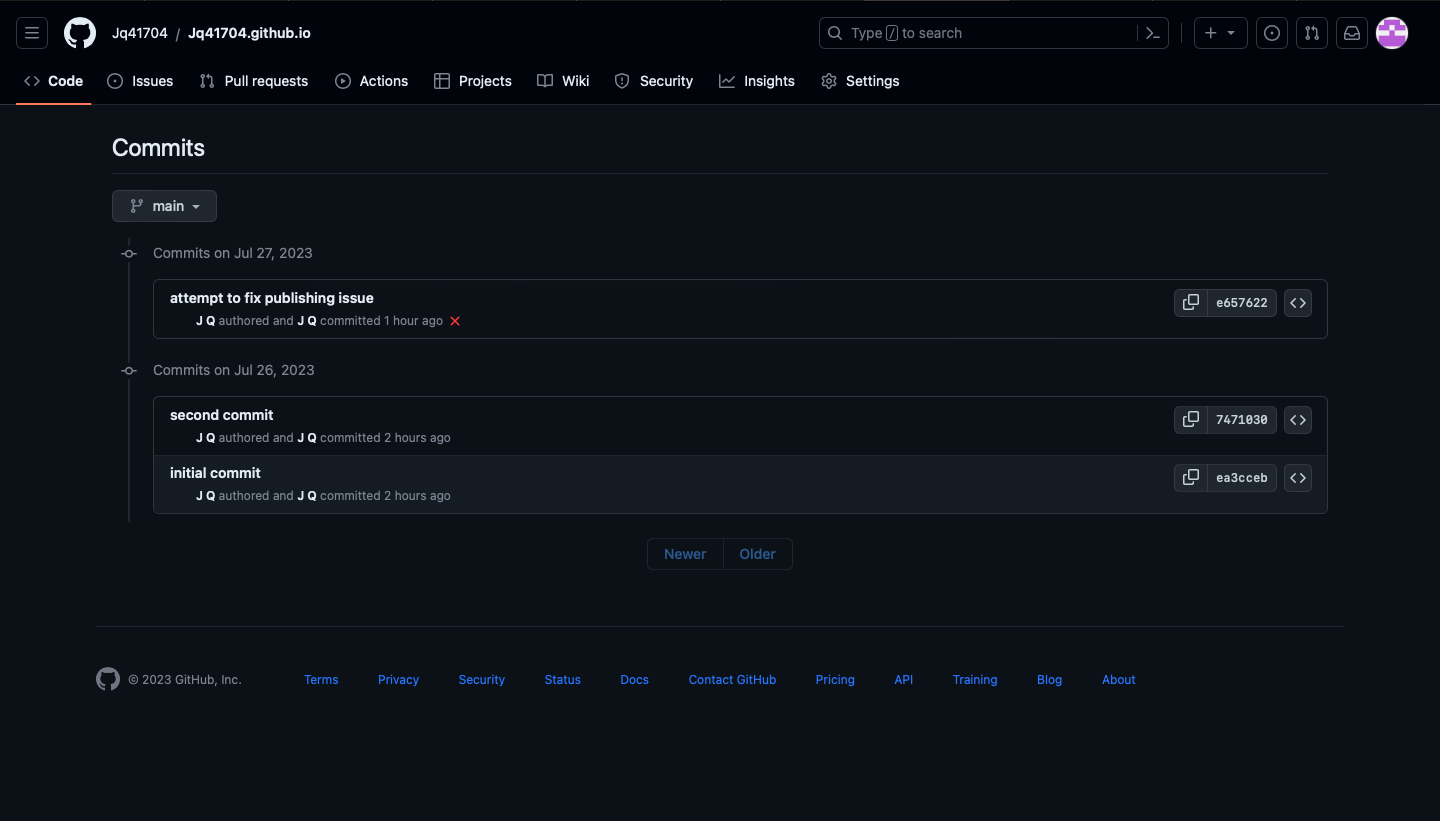 Jq41704 / Jq41704.github.io
Type / to search
Code Issues Pull requests Actions Projects Wiki Security Insights Settings
Commits
main
Commits on Jul 27, 2023
attempt to fix publishing issue
e657622
J Q authored and J Q committed 1 hour ago
Commits on Jul 26, 2023
second commit
7471030
J Q authored and J Q committed 2 hours ago
initial commit
ea3cceb
J Q authored and J Q committed 2 hours ago
Newer Older
© 2023 GitHub, Inc. Terms Privacy Security Status Docs Contact GitHub Pricing API Training Blog About